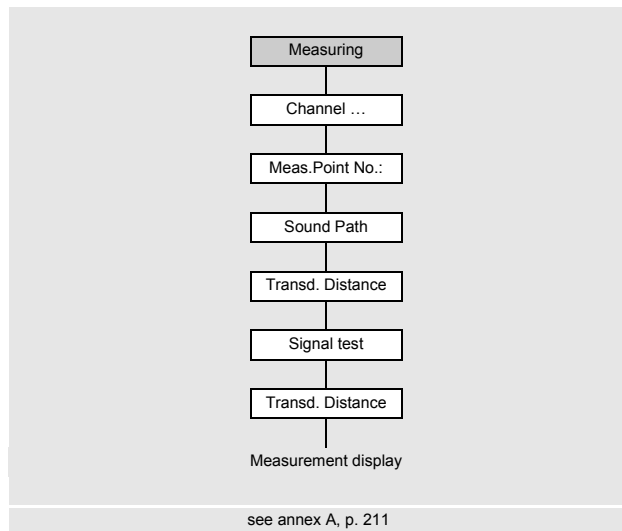 Measuring
Channel …
Meas.Point No.:
Sound Path
Transd. Distance
Signal test
Transd. Distance
Measurement display
see annex A, p. 211